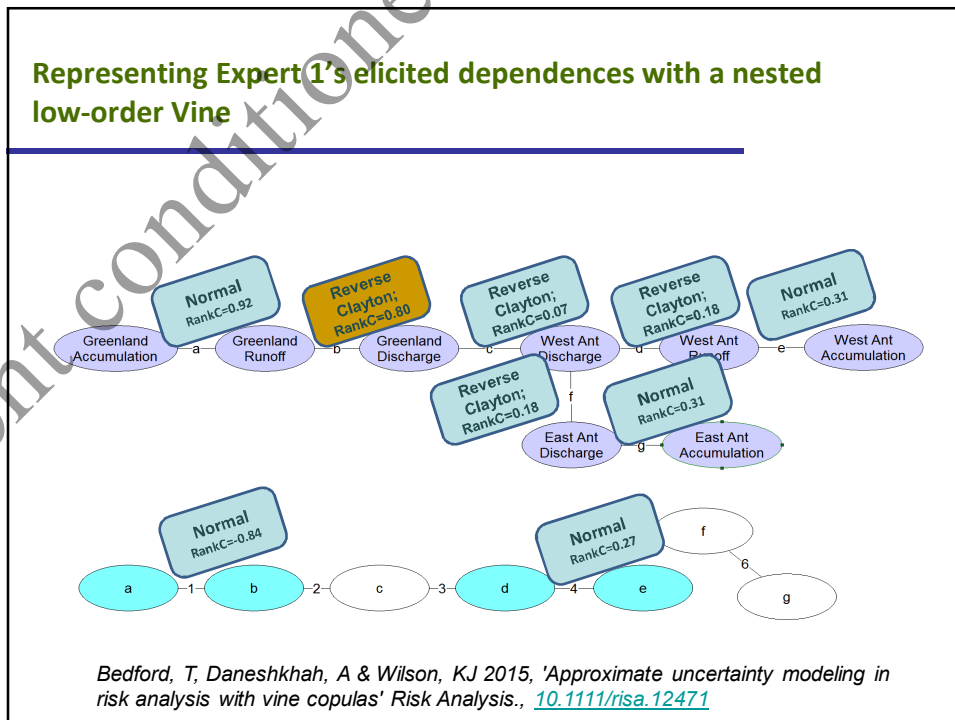 Representing Expert 1's elicited dependences with a nested
low-order Vine
nt conditione
Normal
RankC=0.92
Reverse
Clayton;
RankC=0.80
Reverse
Clayton;
RankC=0.07
Reverse
Clayton;
RankC=0.18
Normal
RankC=0.31
Greenland
Accumulation
a
Greenland
Runoff
b
Greenland
Discharge
c
West Ant
Discharge
d
West Ant
Runoff
e
West Ant
Accumulation
Reverse
Clayton;
RankC=0.18
f
Normal
RankC=0.31
East Ant
Discharge
g
East Ant
Accumulation
Normal
RankC=-0.84
Normal
RankC=0.27
f
a
1
b
2
c
3
d
4
e
6
g
Bedford, T, Daneshkhah, A & Wilson, KJ 2015, 'Approximate uncertainty modeling in
risk analysis with vine copulas' Risk Analysis., 10.1111/risa.12471